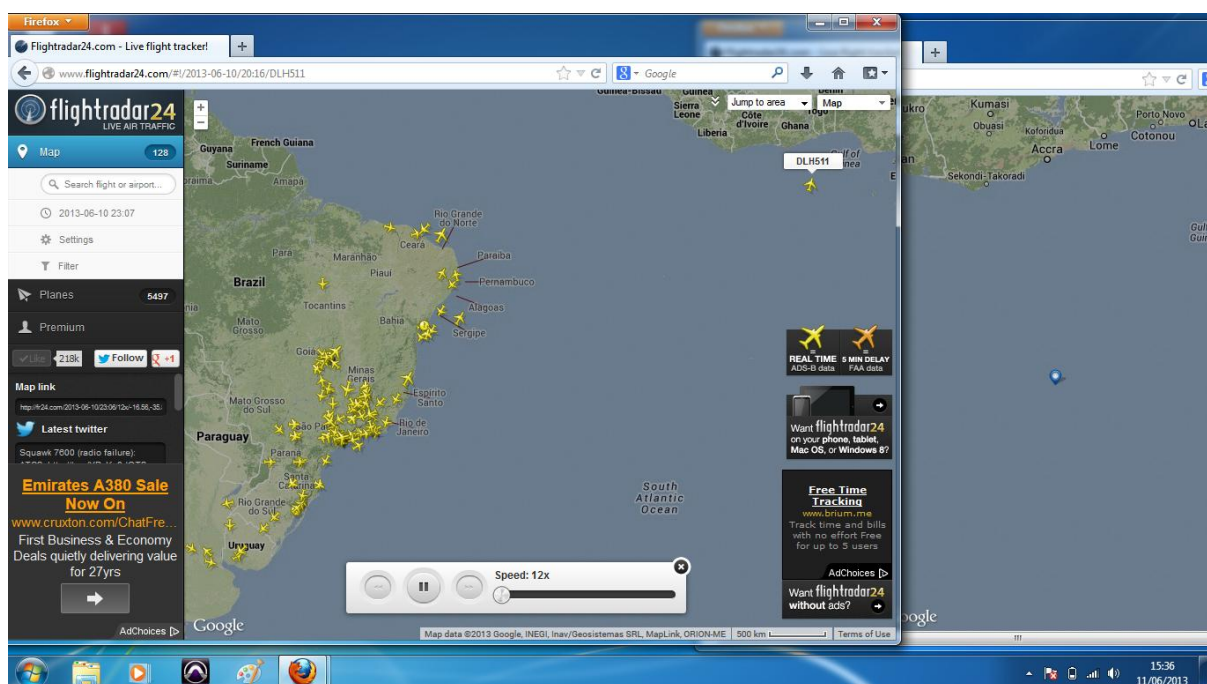 Firefox
Flightradar24.com - Live flight tracker!
www.flightradar24.com/#!/2013-06-10/20:16/DLH511
Google
flightradar24
LIVE AIR TRAFFIC
Map 128
Search flight or airport...
2013-06-10 23:07
Settings
Filter
Planes 5497
Premium
Like 218k Follow +1
Map link
Latest twitter
Squawk 7600 (radio failure):
Emirates A380 Sale
Now On
www.cruxton.com/ChatFre...
First Business & Economy
Deals quietly delivering value
for 27yrs
AdChoices
Jump to area
Map
Guinea-Bissau
Guinea
Benin
Sierra
Leone
Côte
d'Ivoire
Togo
Ghana
Liberia
Gulf of
Guinea
DLH511
Guyana
French Guiana
Suriname
Amapá
Rio Grande
do Norte
Ceará
Para
Maranhão
Paraiba
Piaui
Brazil
Pernambuco
Tocantins
Alagoas
Mato
Grosso
Bahia
Sergipe
Goiás
Minas
Gerais
Espirito
Santo
Mato Grosso
do Sul
Rio de
Janeiro
Paraguay
Paraná
Santa
Catarina
Rio Grande
do Sul
Uruguay
South
Atlantic
Ocean
REAL TIME
ADS-B data
5 MIN DELAY
FAA data
Want flightradar24
on your phone, tablet,
Mac OS, or Windows 8?
Free Time
Tracking
www.brium.me
Track time and bills
with no effort Free
for up to 5 users
AdChoices
Want flightradar24
without ads?
Speed: 12x
Google
Map data ©2013 Google, INEGI, Inav/Geosistemas SRL, MapLink, ORION-ME
500 km
Terms of Use
Kumasi
Obuasi
Koforidua
Porto Novo
Cotonou
Lome
Accra
Sekondi-Takoradi
15:36
11/06/2013